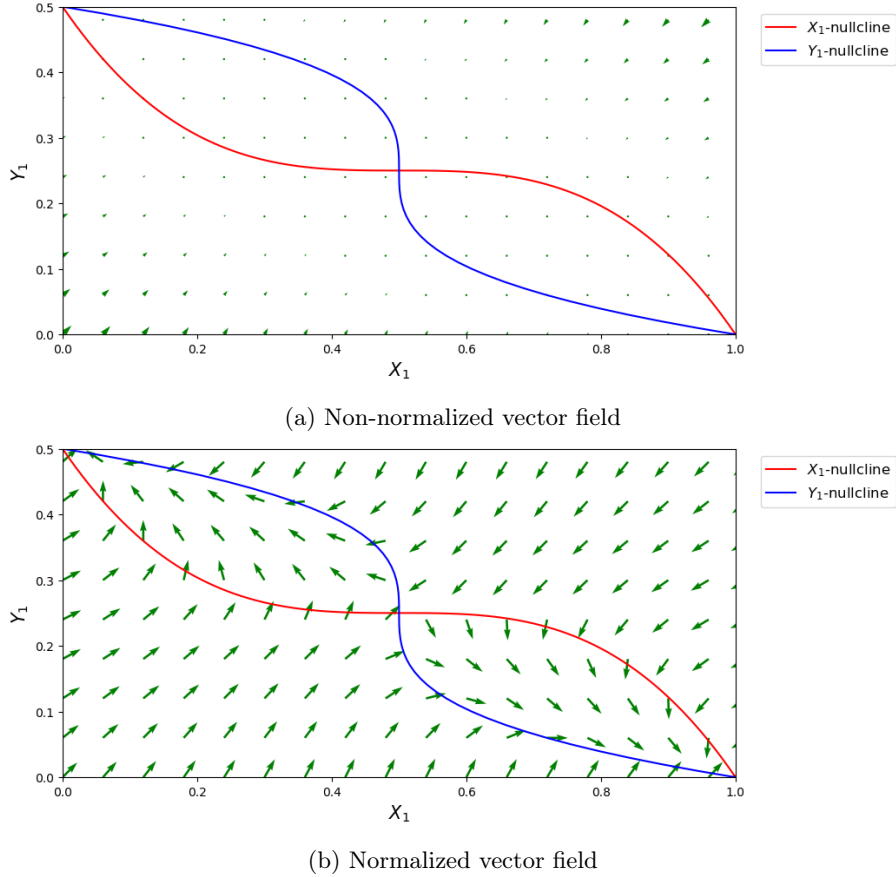 0.5
0.4
0.3
0.2
0.1
0.0
Y₁
0.0
0.2
0.4
0.6
0.8
1.0
X₁
X₁-nullcline
Y₁-nullcline
(a) Non-normalized vector field
0.5
0.4
0.3
0.2
0.1
0.0
Y₁
0.0
0.2
0.4
0.6
0.8
1.0
X₁
X₁-nullcline
Y₁-nullcline
(b) Normalized vector field